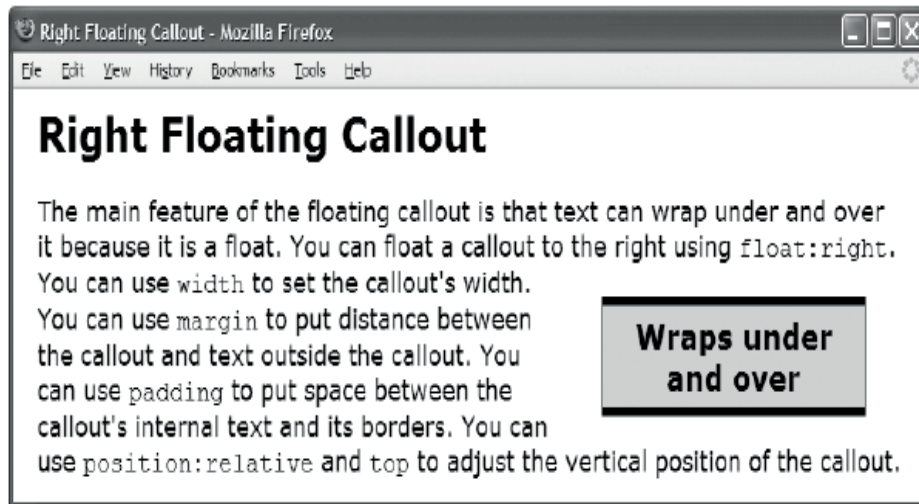 Right Floating Callout - Mozilla Firefox
File Edit View History Bookmarks Tools Help
Right Floating Callout
The main feature of the floating callout is that text can wrap under and over
it because it is a float. You can float a callout to the right using float:right.
You can use width to set the callout's width.
You can use margin to put distance between
the callout and text outside the callout. You
can use padding to put space between the
callout's internal text and its borders. You can
use position:relative and top to adjust the vertical position of the callout.
Wraps under
and over